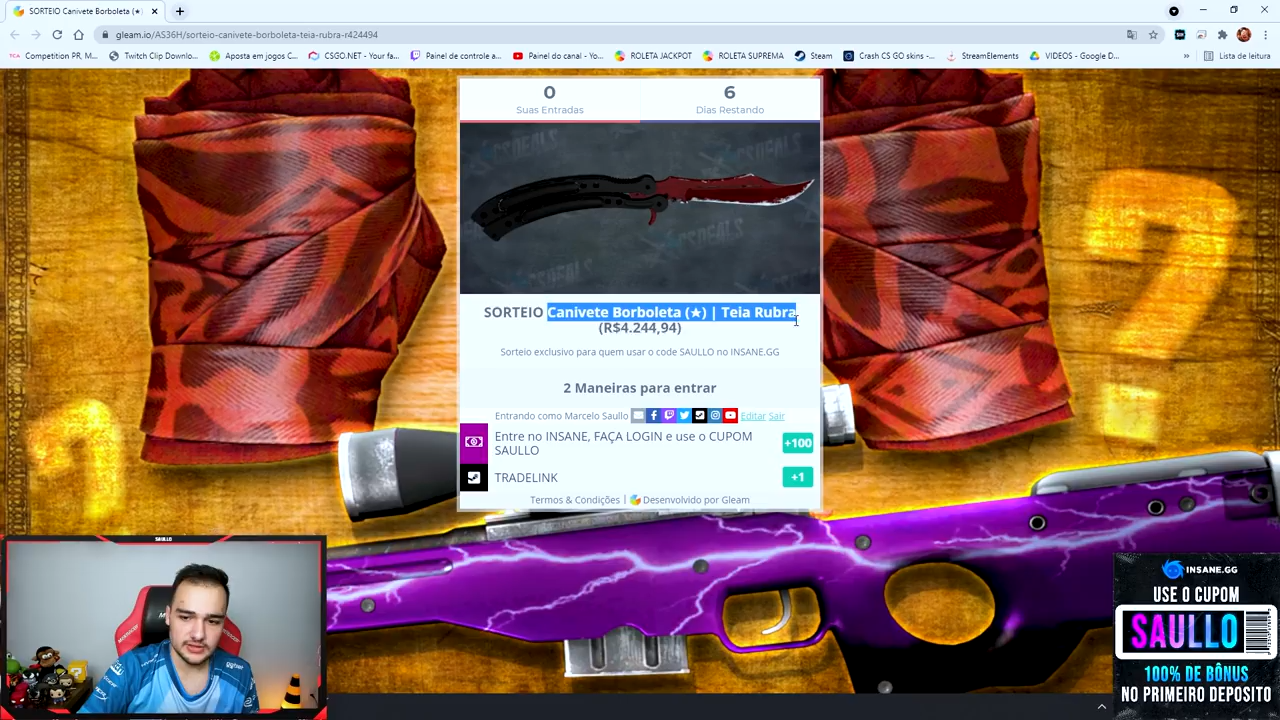 SORTEIO Canivete Borboleta (★)
gleam.io/AS36H/sorteio-canivete-borboleta-teia-rubra-r424494
Competition PR, M... Twitch Clip Downlo... Aposta em jogos C... CSGO.NET - Your fa... Painel de controle a... Painel do canal - Yo... ROLETA JACKPOT ROLETA SUPREMA Steam Crash CS GO skins -... StreamElements VIDEOS - Google D... » Lista de leitura
0 6
Suas Entradas Dias Restando
SORTEIO Canivete Borboleta (★) | Teia Rubra
(R$4.244,94)
Sorteio exclusivo para quem usar o code SAULLO no INSANE.GG
2 Maneiras para entrar
Entrando como Marcelo Saullo Editar Sair
Entre no INSANE, FAÇA LOGIN e use o CUPOM
SAULLO
+100
TRADELINK +1
Termos & Condições | Desenvolvido por Gleam
SAULLO
INSANE.GG
USE O CUPOM
SAULLO
100% DE BÔNUS
NO PRIMEIRO DEPOSITO